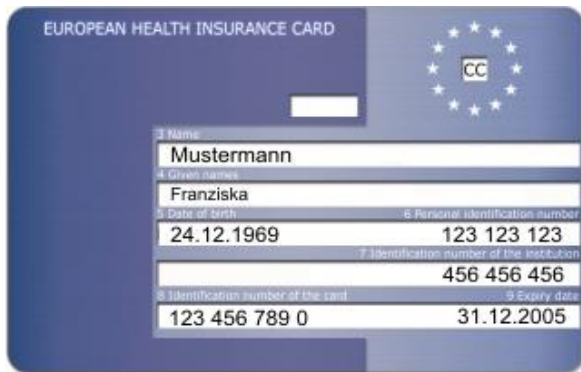 EUROPEAN HEALTH INSURANCE CARD
CC
3 Name
Mustermann
4 Given names
Franziska
5 Date of birth 6 Personal identification number
24.12.1969 123 123 123
7 Identification number of the institution
456 456 456
8 Identification number of the card 9 Expiry date
123 456 789 0 31.12.2005